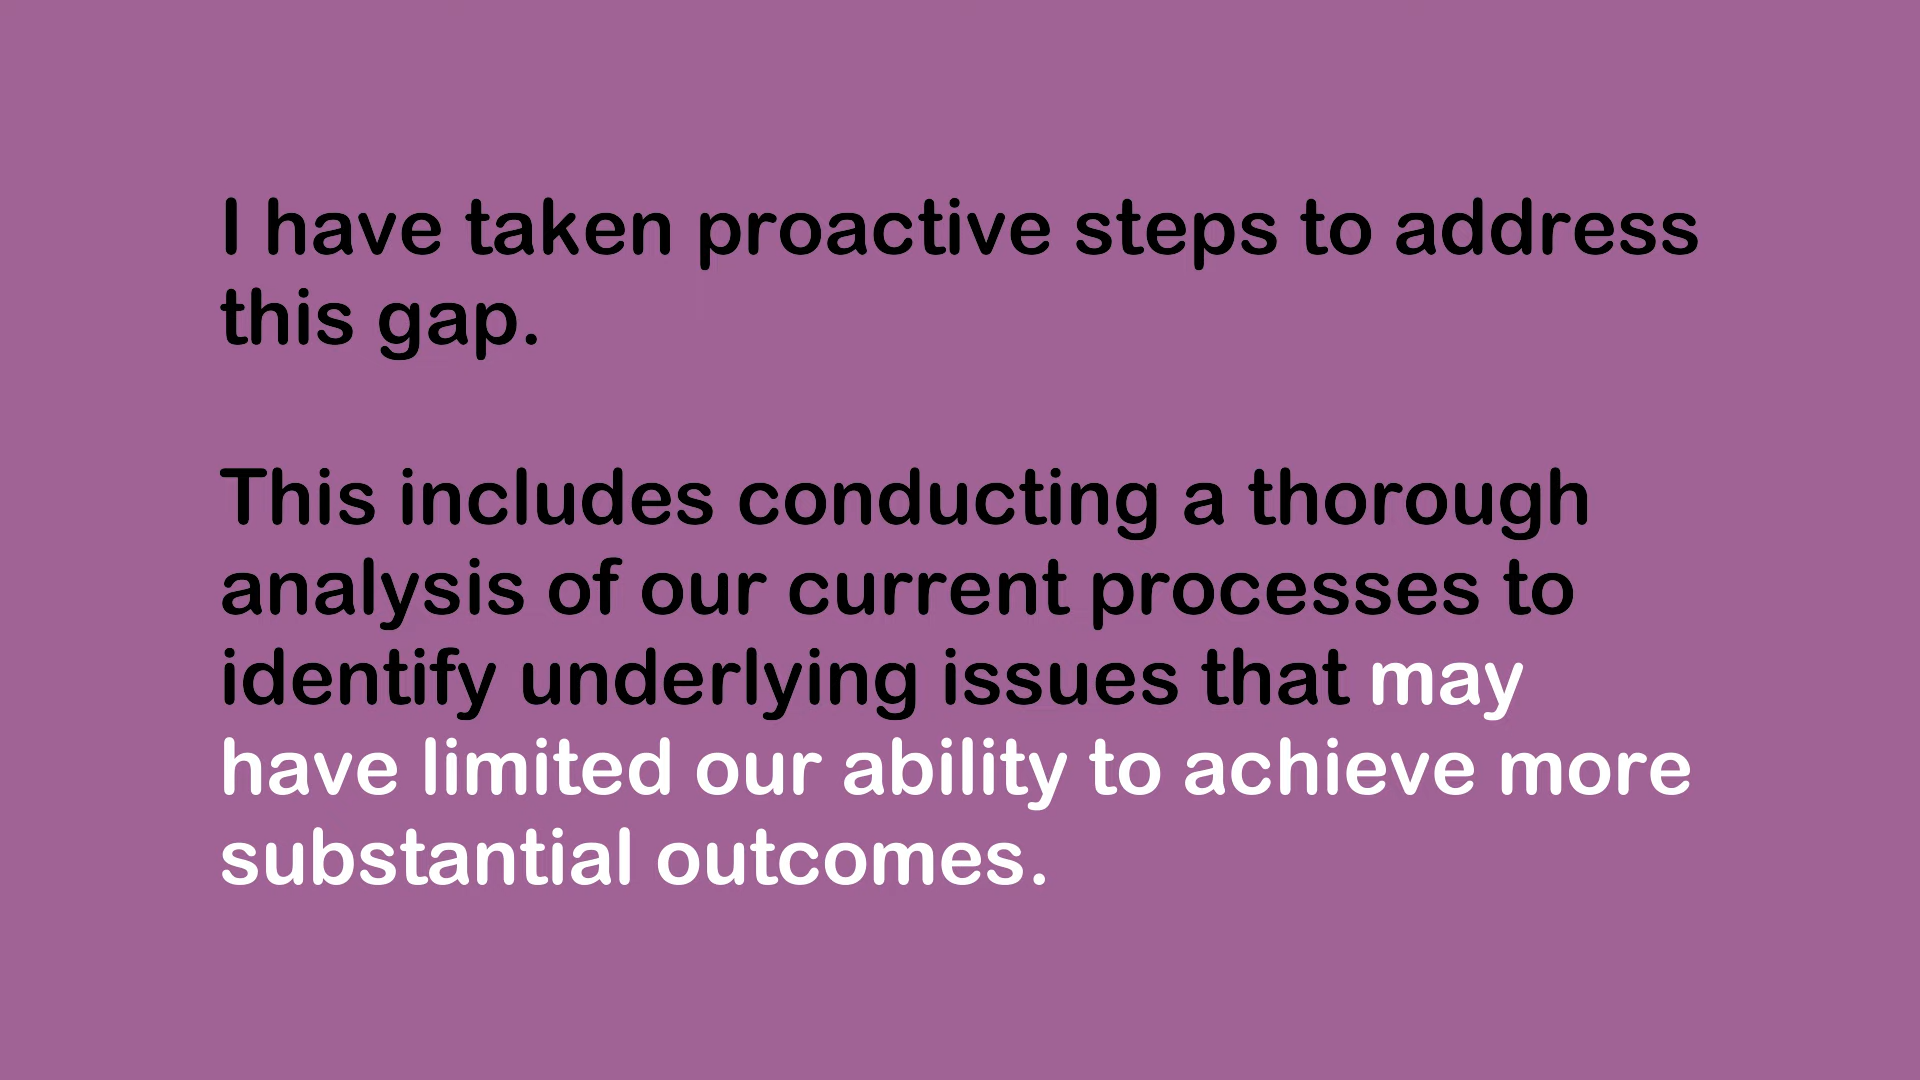 I have taken proactive steps to address
this gap.
This includes conducting a thorough
analysis of our current processes to
identify underlying issues that may
have limited our ability to achieve more
substantial outcomes.